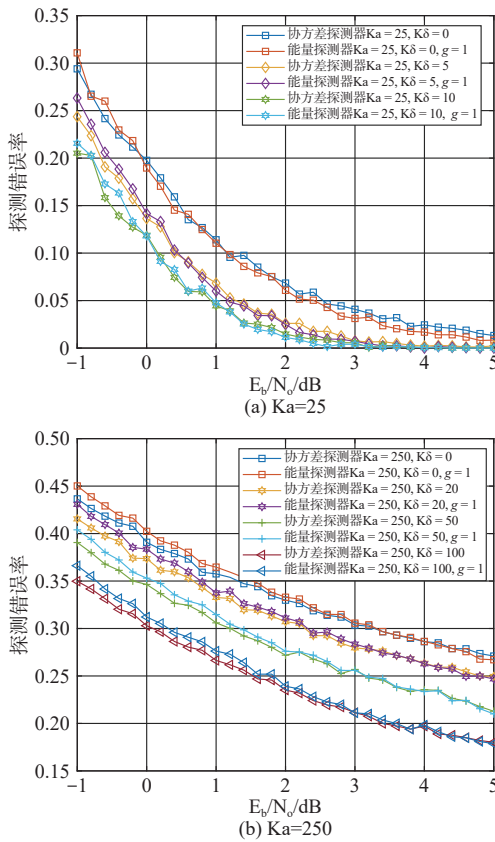 0.35
0.30
0.25
0.20
0.15
0.10
0.05
0
探测错误率
协方差探测器Ka = 25, Kδ = 0
能量探测器Ka = 25, Kδ = 0, g = 1
协方差探测器Ka = 25, Kδ = 5
能量探测器Ka = 25, Kδ = 5, g = 1
协方差探测器Ka = 25, Kδ = 10
能量探测器Ka = 25, Kδ = 10, g = 1
−1 0 1 2 3 4 5
Eb/No/dB
(a) Ka=25
0.50
0.45
0.40
0.35
0.30
0.25
0.20
0.15
探测错误率
协方差探测器Ka = 250, Kδ = 0
能量探测器Ka = 250, Kδ = 0, g = 1
协方差探测器Ka = 250, Kδ = 20
能量探测器Ka = 250, Kδ = 20, g = 1
协方差探测器Ka = 250, Kδ = 50
能量探测器Ka = 250, Kδ = 50, g = 1
协方差探测器Ka = 250, Kδ = 100
能量探测器Ka = 250, Kδ = 100, g = 1
−1 0 1 2 3 4 5
Eb/No/dB
(b) Ka=250